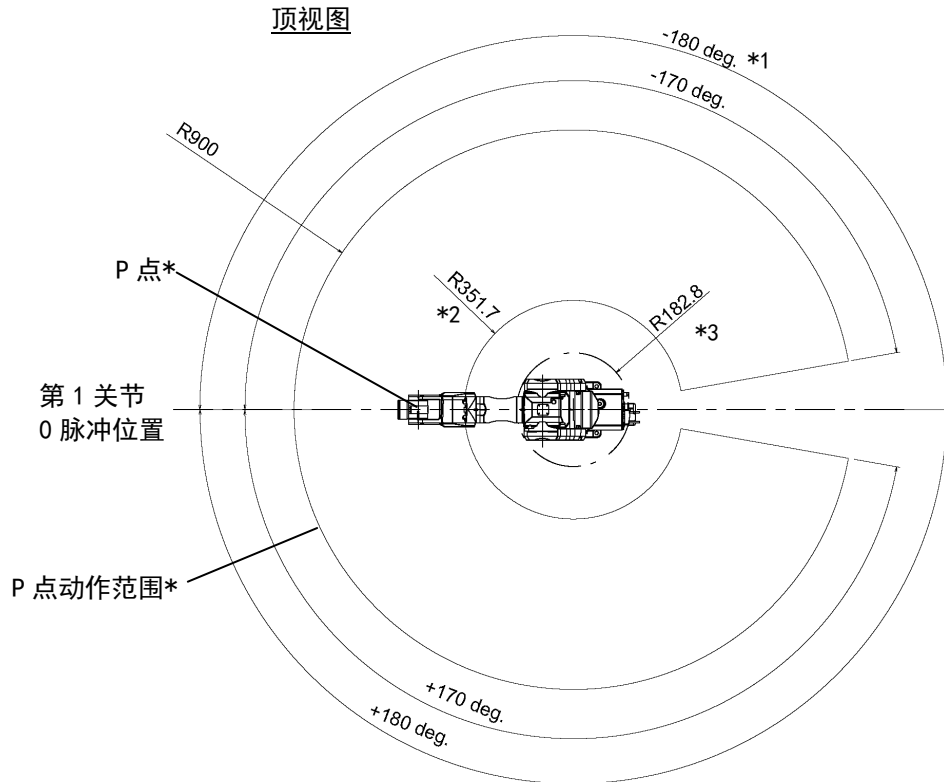 顶视图
-180 deg. *1
-170 deg.
R900
P 点*
R351.7
*2
R182.8
*3
第 1 关节
0 脉冲位置
P 点动作范围*
+170 deg.
+180 deg.